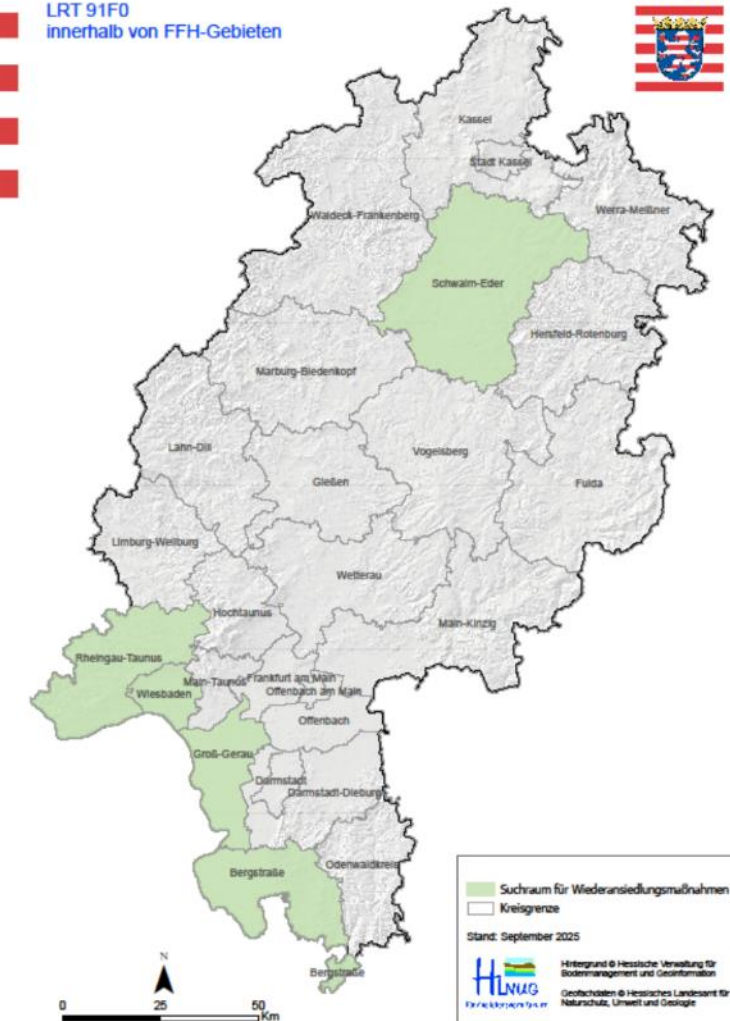 LRT 91F0
innerhalb von FFH-Gebieten
Kassel
Stadt Kassel
Waldeck-Frankenberg
Werra-Meißner
Schwalm-Eder
Hersfeld-Rotenburg
Marburg-Biedenkopf
Lahn-Dill
Vogelsberg
Gießen
Fulda
Limburg-Weilburg
Wetterau
Hochtaunus
Main-Kinzig
Rheingau-Taunus
Main-Taunus
Frankfurt am Main
Wiesbaden
Offenbach am Main
Offenbach
Groß-Gerau
Darmstadt
Darmstadt-Dieburg
Odenwaldkreis
Bergstraße
Bergstraße
N
0 25 50
Km
Suchraum für Wiederansiedlungsmaßnahmen
Kreisgrenze
Stand: September 2025
HLNUG
Hintergrund © Hessische Verwaltung für
Bodenmanagement und Geoinformation
Geofachdaten © Hessisches Landesamt für
Naturschutz, Umwelt und Geologie